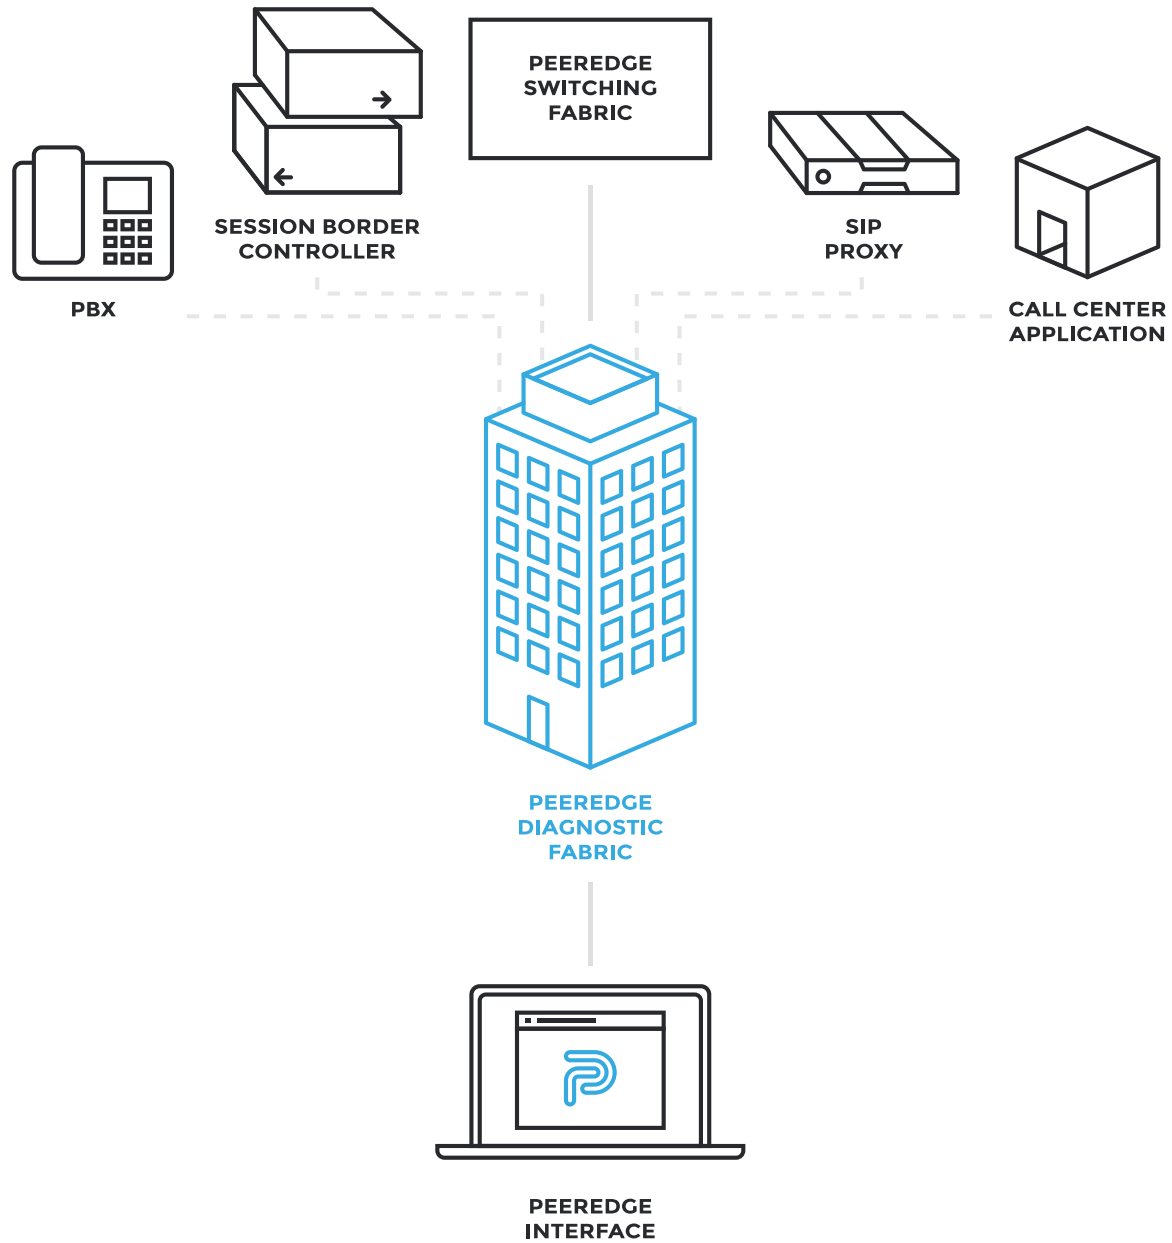 PEEREDGE
SWITCHING
FABRIC
SESSION BORDER
CONTROLLER
SIP
PROXY
PBX
CALL CENTER
APPLICATION
PEEREDGE
DIAGNOSTIC
FABRIC
PEEREDGE
INTERFACE